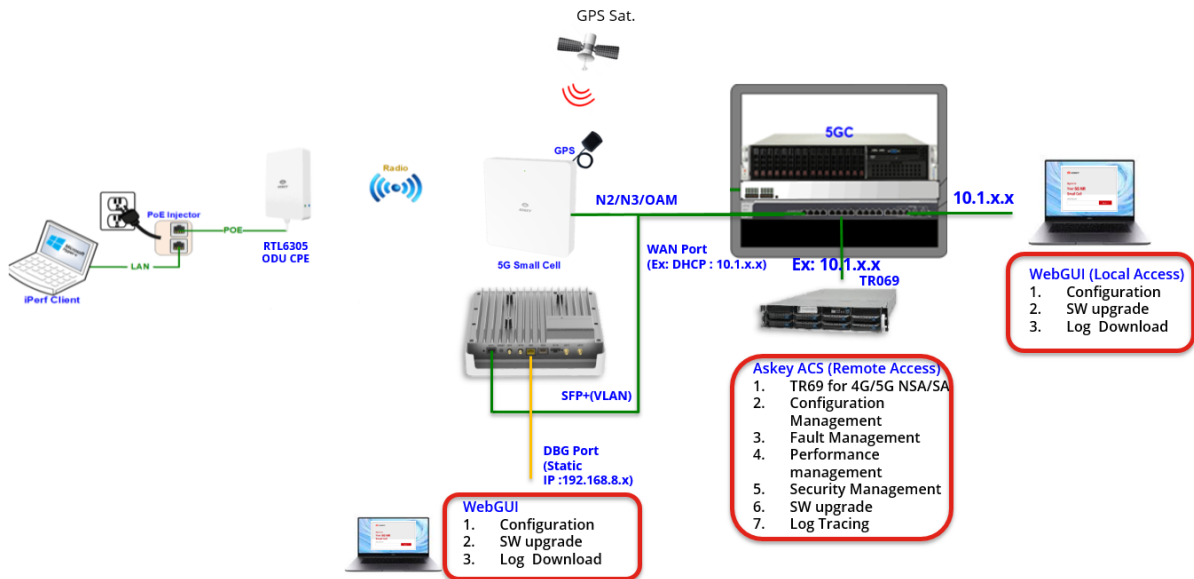 GPS Sat.
5GC
GPS
Radio
PoE Injector
POE
LAN
iPerf Client
RTL6305
ODU CPE
5G Small Cell
N2/N3/OAM
10.1.x.x
WAN Port
(Ex: DHCP : 10.1.x.x)
Ex: 10.1.x.x
TR069
WebGUI (Local Access)
1. Configuration
2. SW upgrade
3. Log Download
SFP+(VLAN)
Askey ACS (Remote Access)
1. TR69 for 4G/5G NSA/SA
2. Configuration
Management
3. Fault Management
4. Performance
management
5. Security Management
6. SW upgrade
7. Log Tracing
DBG Port
(Static
IP :192.168.8.x)
WebGUI
1. Configuration
2. SW upgrade
3. Log Download